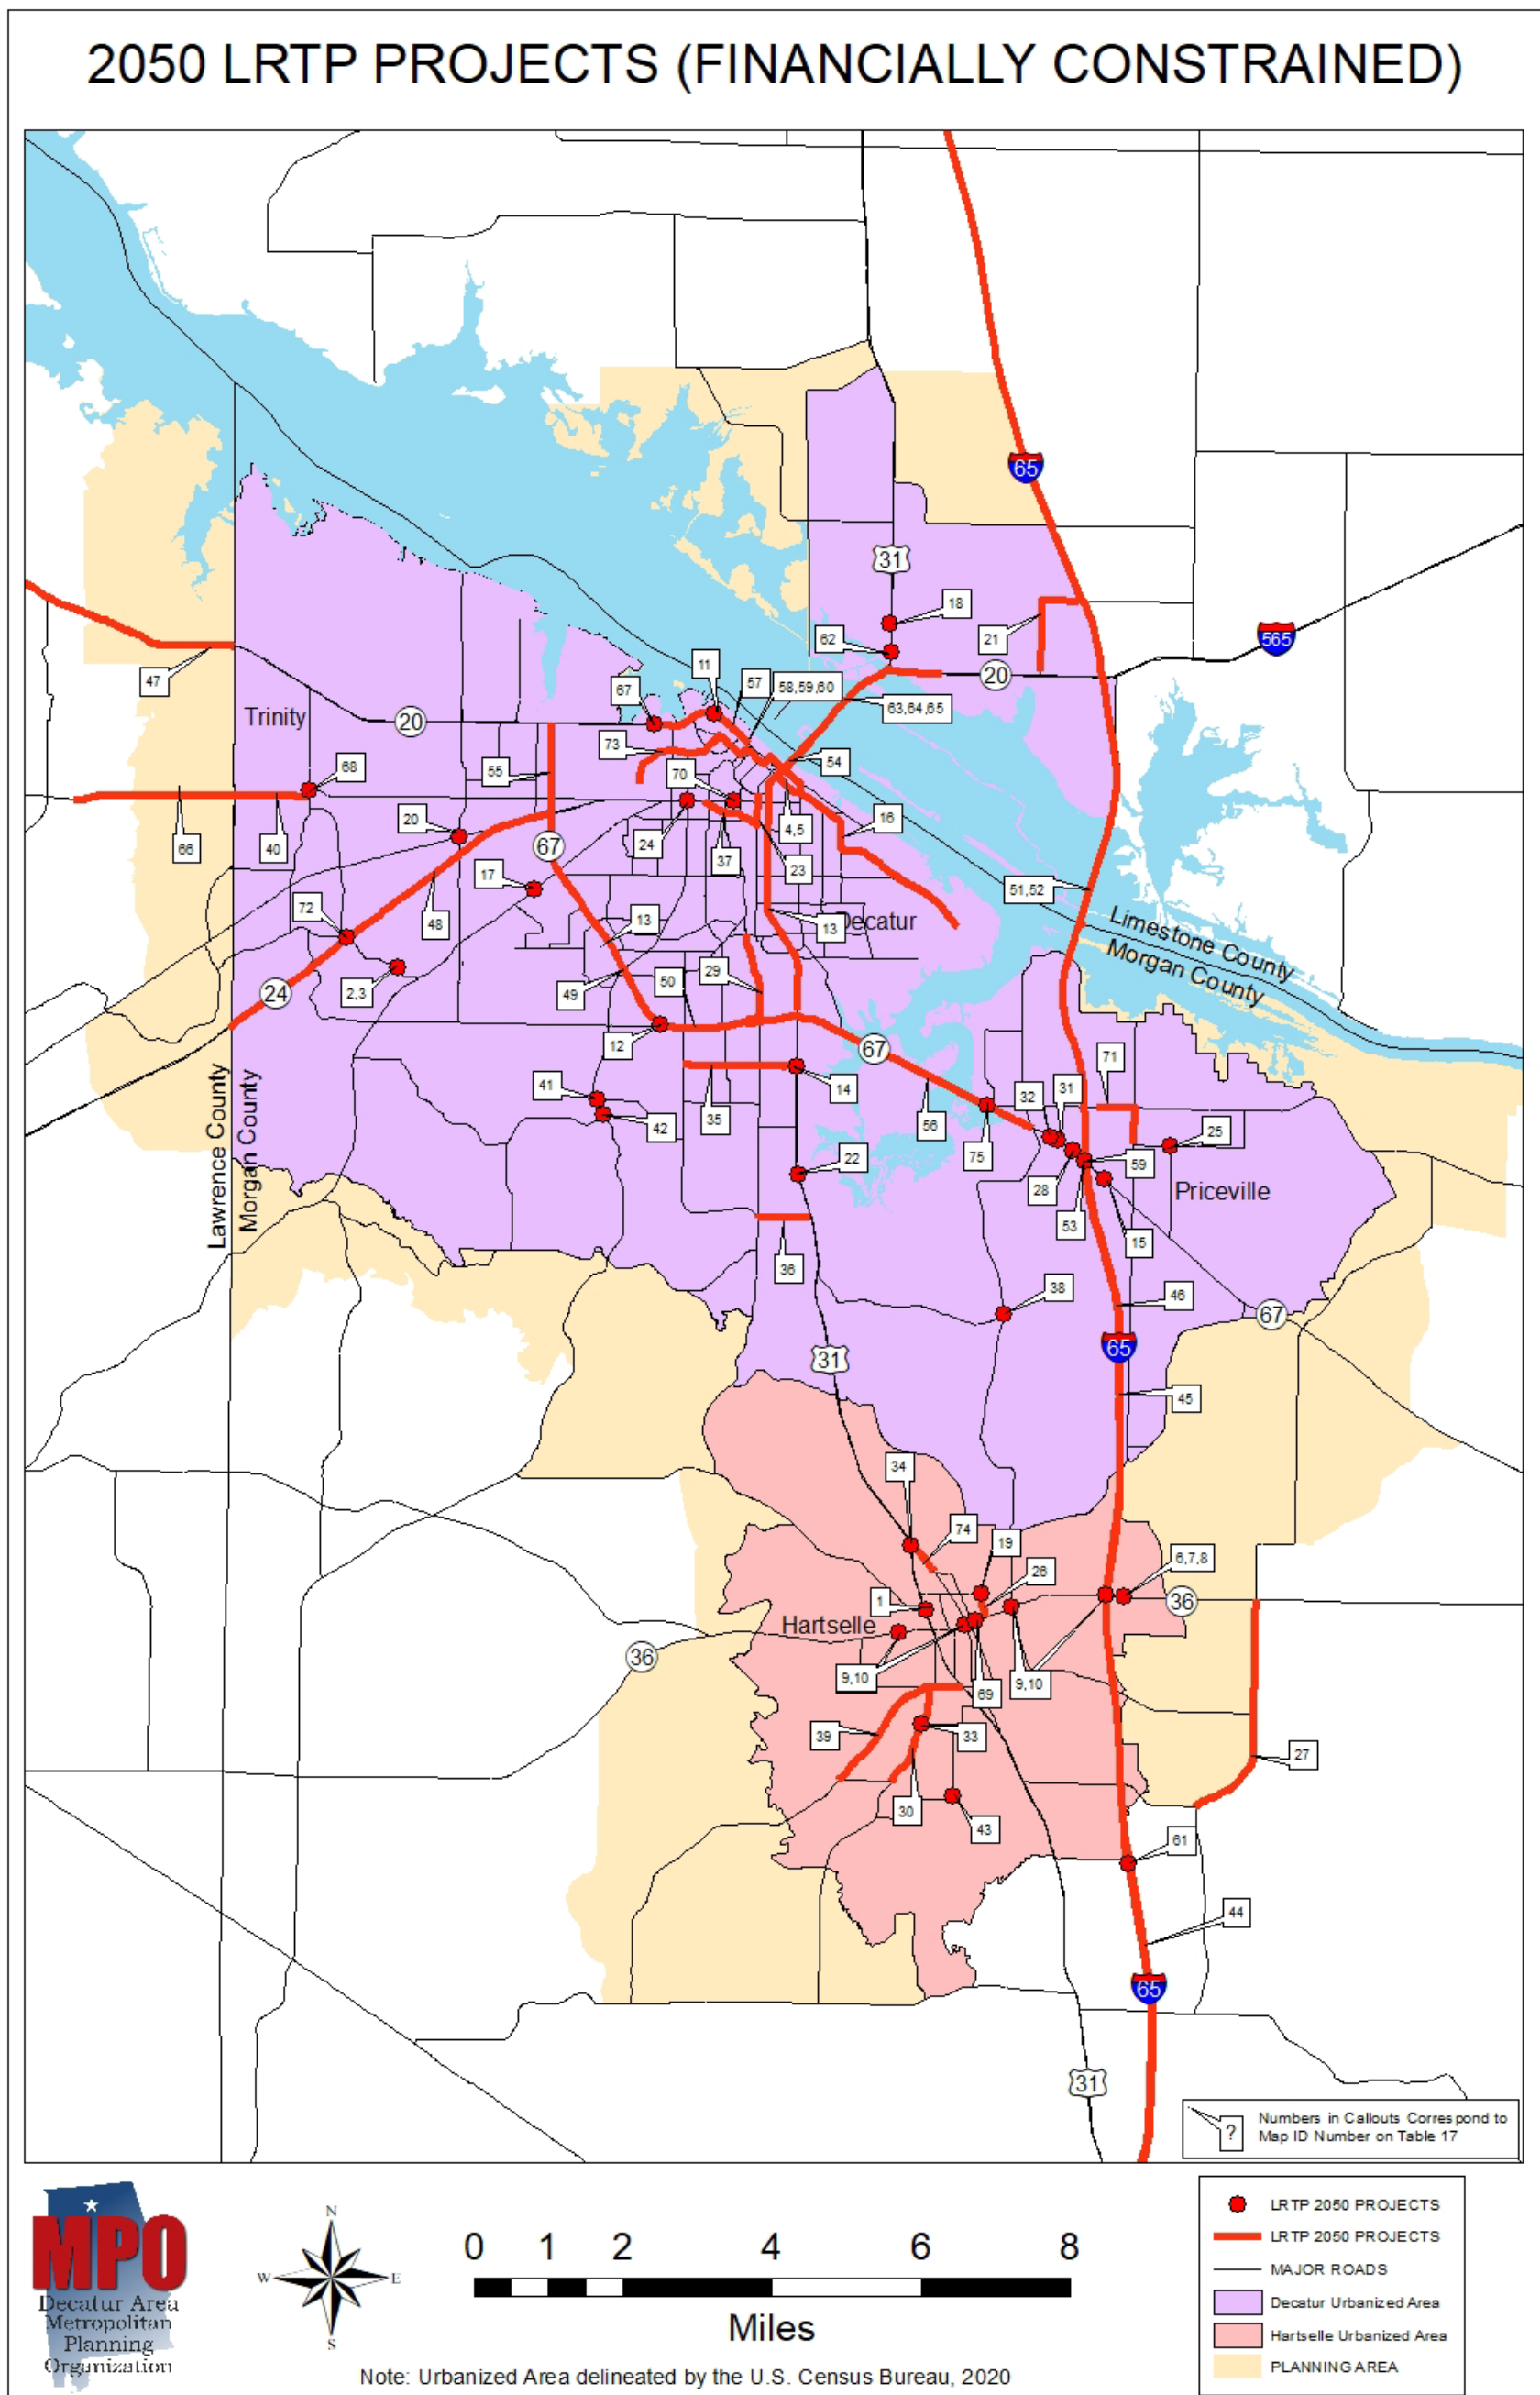 2050 LRTP PROJECTS (FINANCIALLY CONSTRAINED)
65
31
18
62
21
565
20
47
11
57
58,59,60
67
63,64,65
Trinity
20
73
54
68
55
70
20
67
24
37
4,5
16
66
40
17
23
51,52
72
48
13
13
Decatur
Limestone County
Morgan County
24
2,3
49
50
29
12
67
71
41
42
35
14
56
32
31
75
25
59
22
28
Priceville
53
15
Lawrence County
Morgan County
36
38
46
67
31
65
45
34
74
19
26
6,7,8
1
36
Hartselle
36
9,10
69
9,10
39
33
27
30
43
61
44
65
31
?
Numbers in Callouts Correspond to
Map ID Number on Table 17
MPO
Decatur Area
Metropolitan
Planning
Organization
N
W
E
S
0 1 2 4 6 8
Miles
Note: Urbanized Area delineated by the U.S. Census Bureau, 2020
LRTP 2050 PROJECTS
LRTP 2050 PROJECTS
MAJOR ROADS
Decatur Urbanized Area
Hartselle Urbanized Area
PLANNING AREA